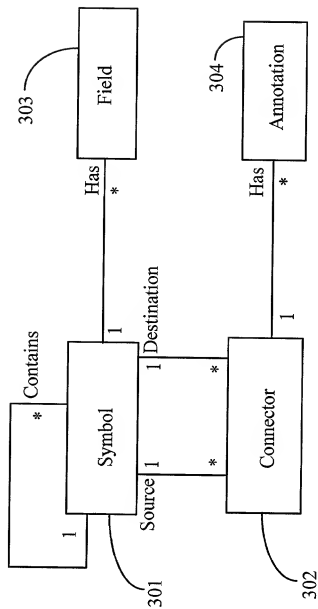 Contains
303
*
1
Has
Symbol
Field
1
*
Source
1
1
Destination
301
304
*
*
Has
Connector
Annotation
1
*
302